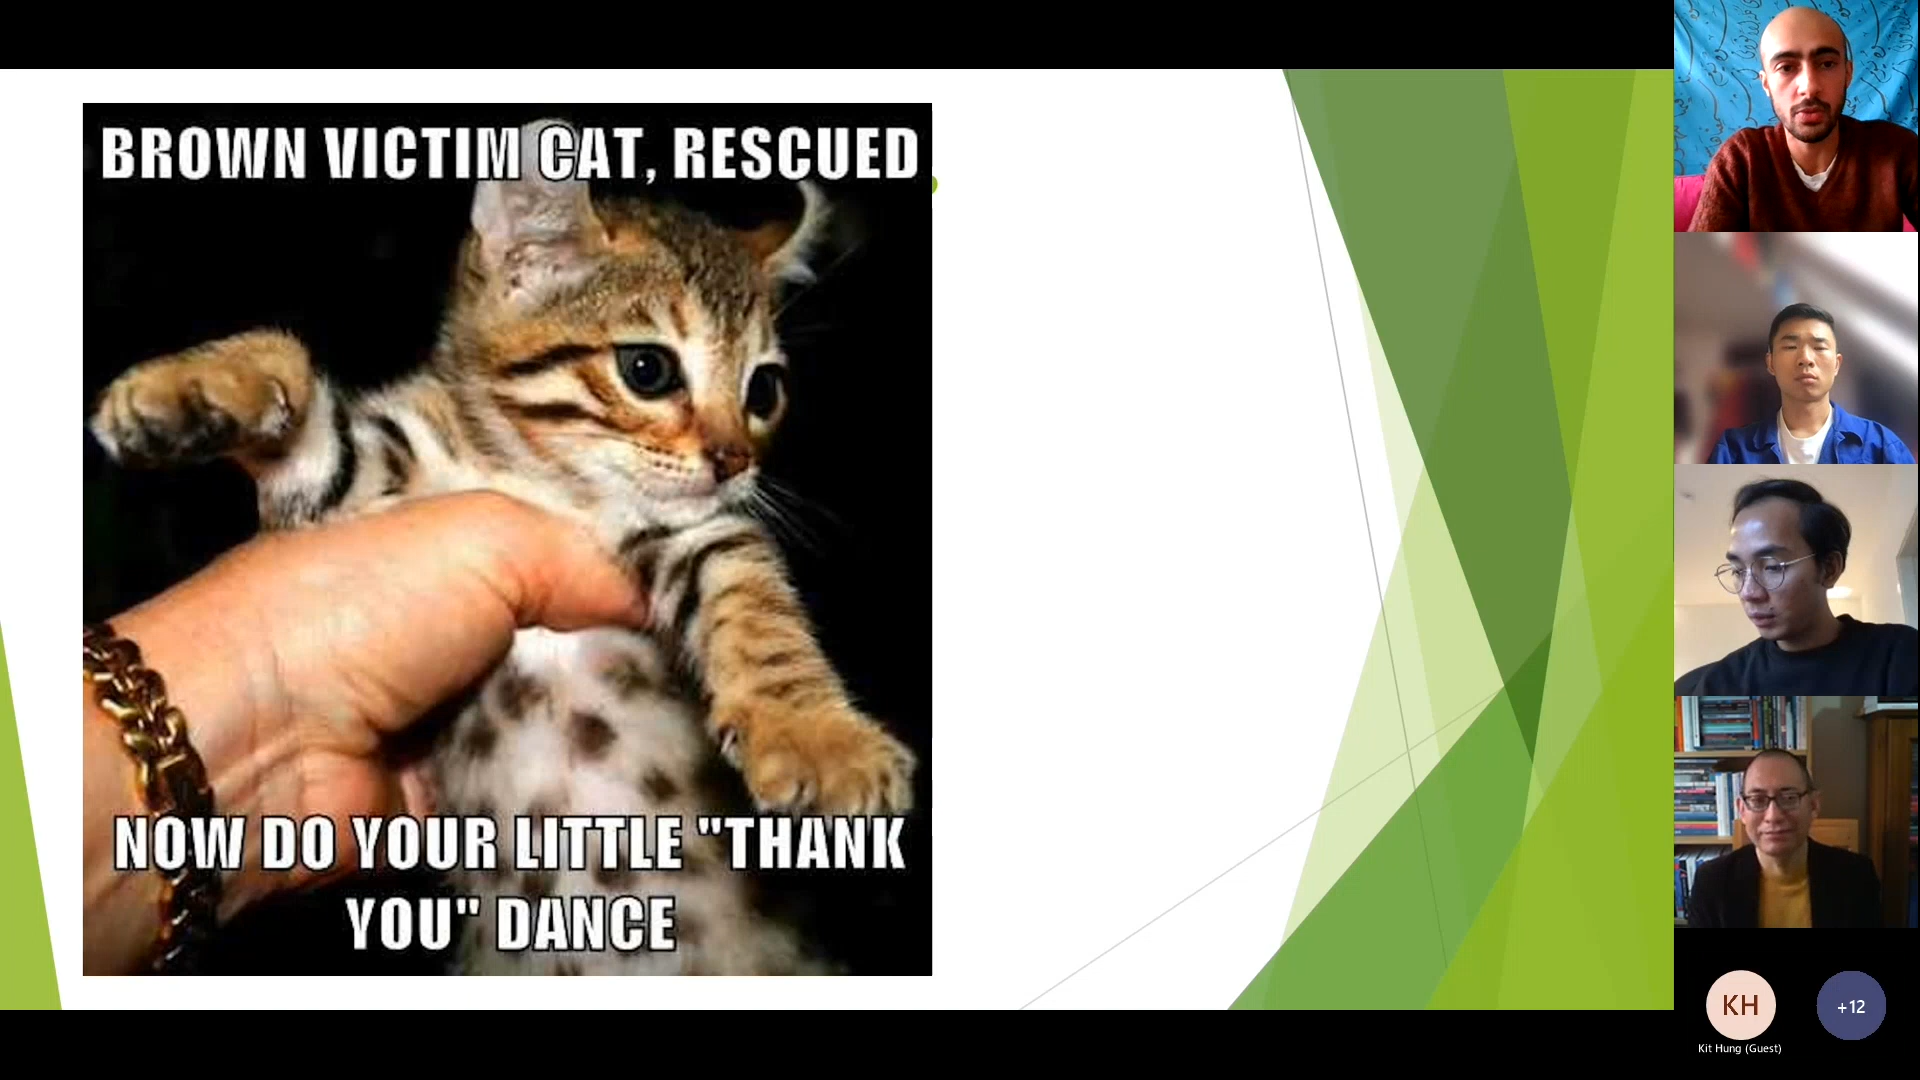 BROWN VICTIM CAT, RESCUED
NOW DO YOUR LITTLE "THANK
YOU" DANCE
KH
+12
Kit Hung (Guest)